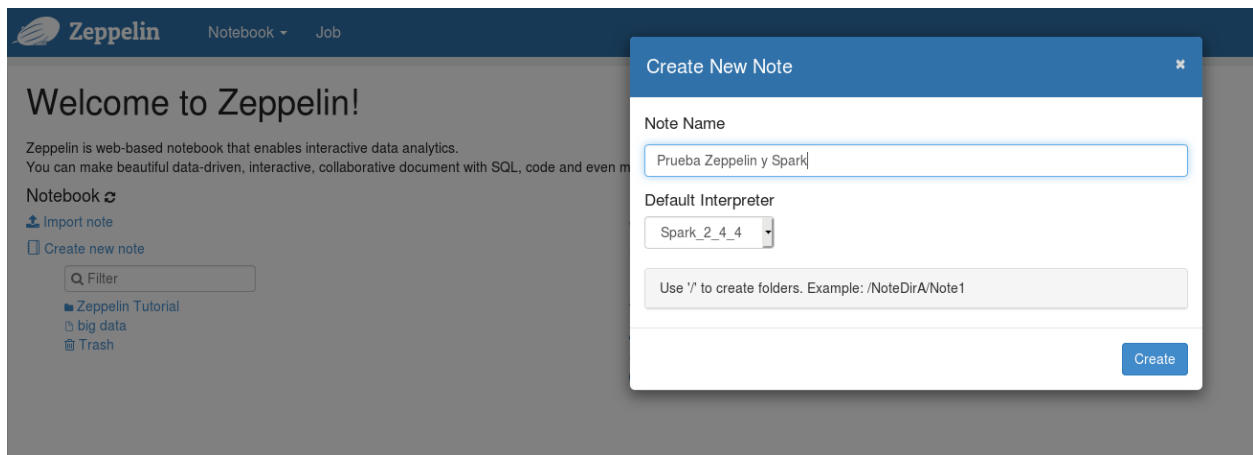 Zeppelin
Notebook
Job
Welcome to Zeppelin!
Zeppelin is web-based notebook that enables interactive data analytics.
You can make beautiful data-driven, interactive, collaborative document with SQL, code and even m
Notebook
Import note
Create new note
Filter
Zeppelin Tutorial
big data
Trash
Create New Note
Note Name
Prueba Zeppelin y Spark
Default Interpreter
Spark_2_4_4
Use '/' to create folders. Example: /NoteDirA/Note1
Create